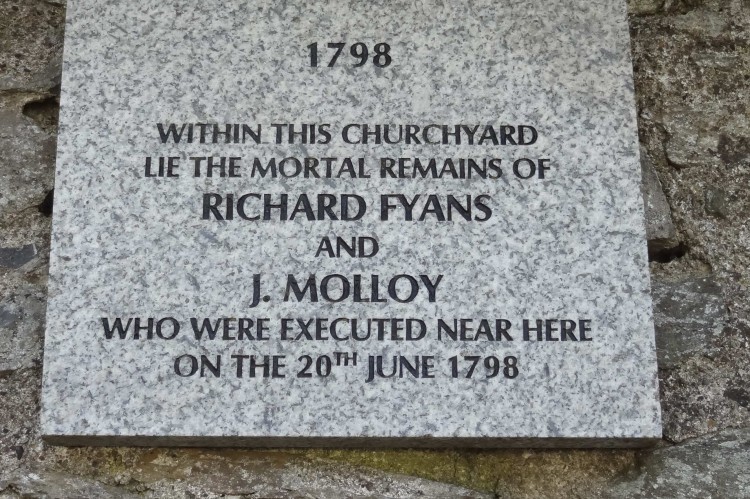 1798
WITHIN THIS CHURCHYARD
LIE THE MORTAL REMAINS OF
RICHARD FYANS
AND
J. MOLLOY
WHO WERE EXECUTED NEAR HERE
ON THE 20TH JUNE 1798